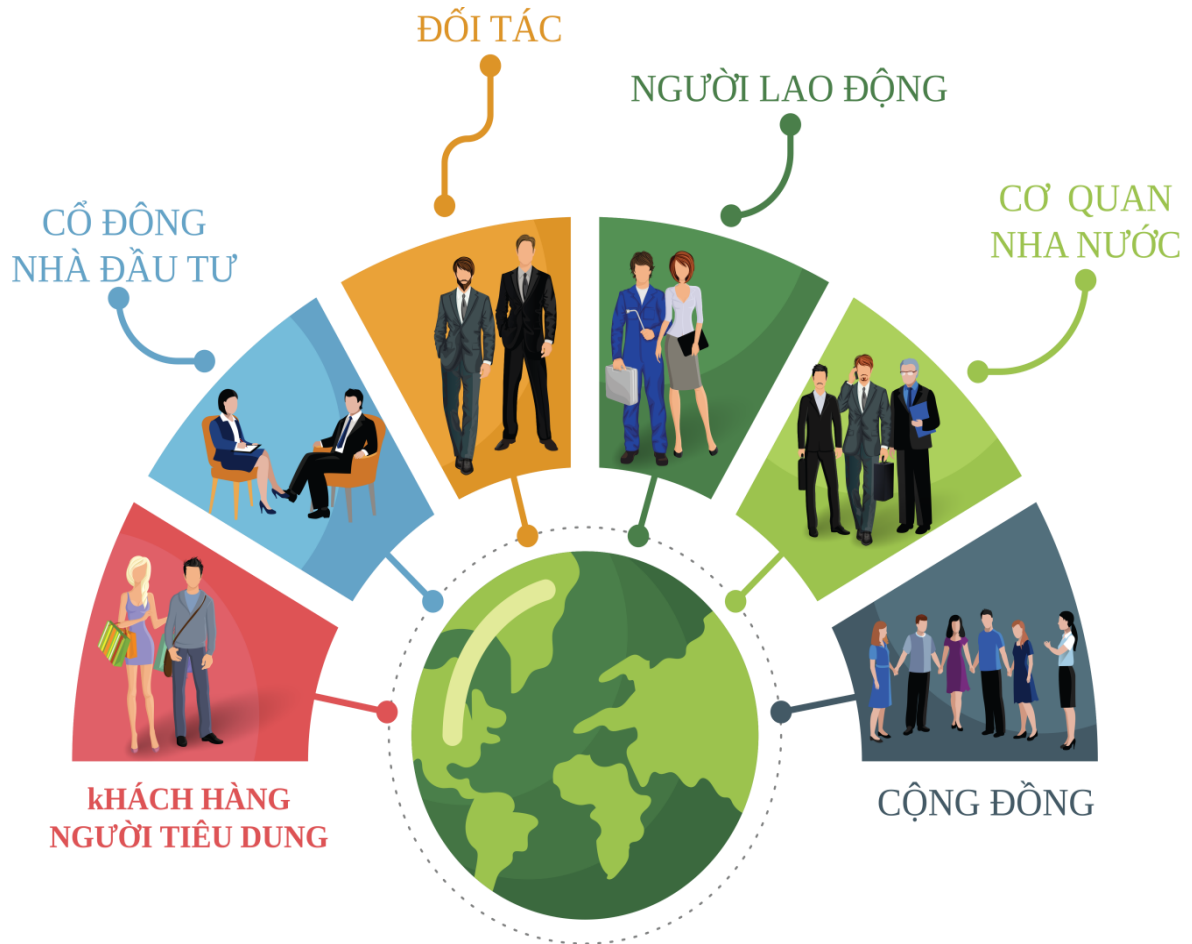 ĐỐI TÁC
NGƯỜI LAO ĐỘNG
CƠ QUAN
NHA NƯỚC
CỔ ĐÔNG
NHÀ ĐẦU TƯ
kHÁCH HÀNG
NGƯỜI TIÊU DUNG
CỘNG ĐỒNG